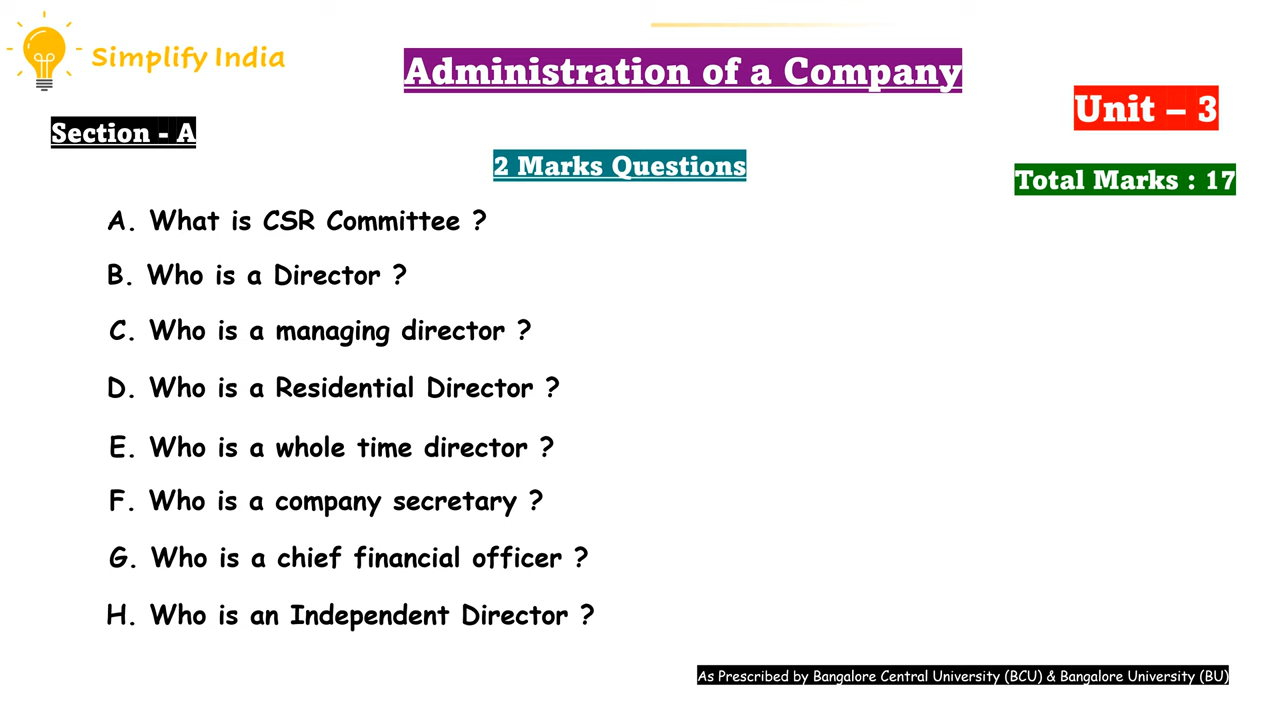 Simplify India
Administration of a Company
Unit – 3
Section - A
2 Marks Questions
Total Marks : 17
A. What is CSR Committee ?
B. Who is a Director ?
C. Who is a managing director ?
D. Who is a Residential Director ?
E. Who is a whole time director ?
F. Who is a company secretary ?
G. Who is a chief financial officer ?
H. Who is an Independent Director ?
As Prescribed by Bangalore Central University (BCU) & Bangalore University (BU)